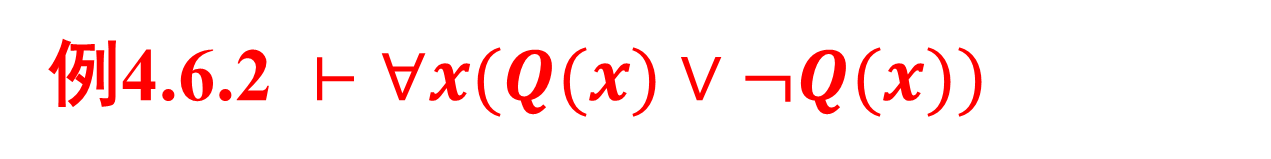 例4.6.2 ⊢ ∀x(Q(x) ∨ ¬Q(x))